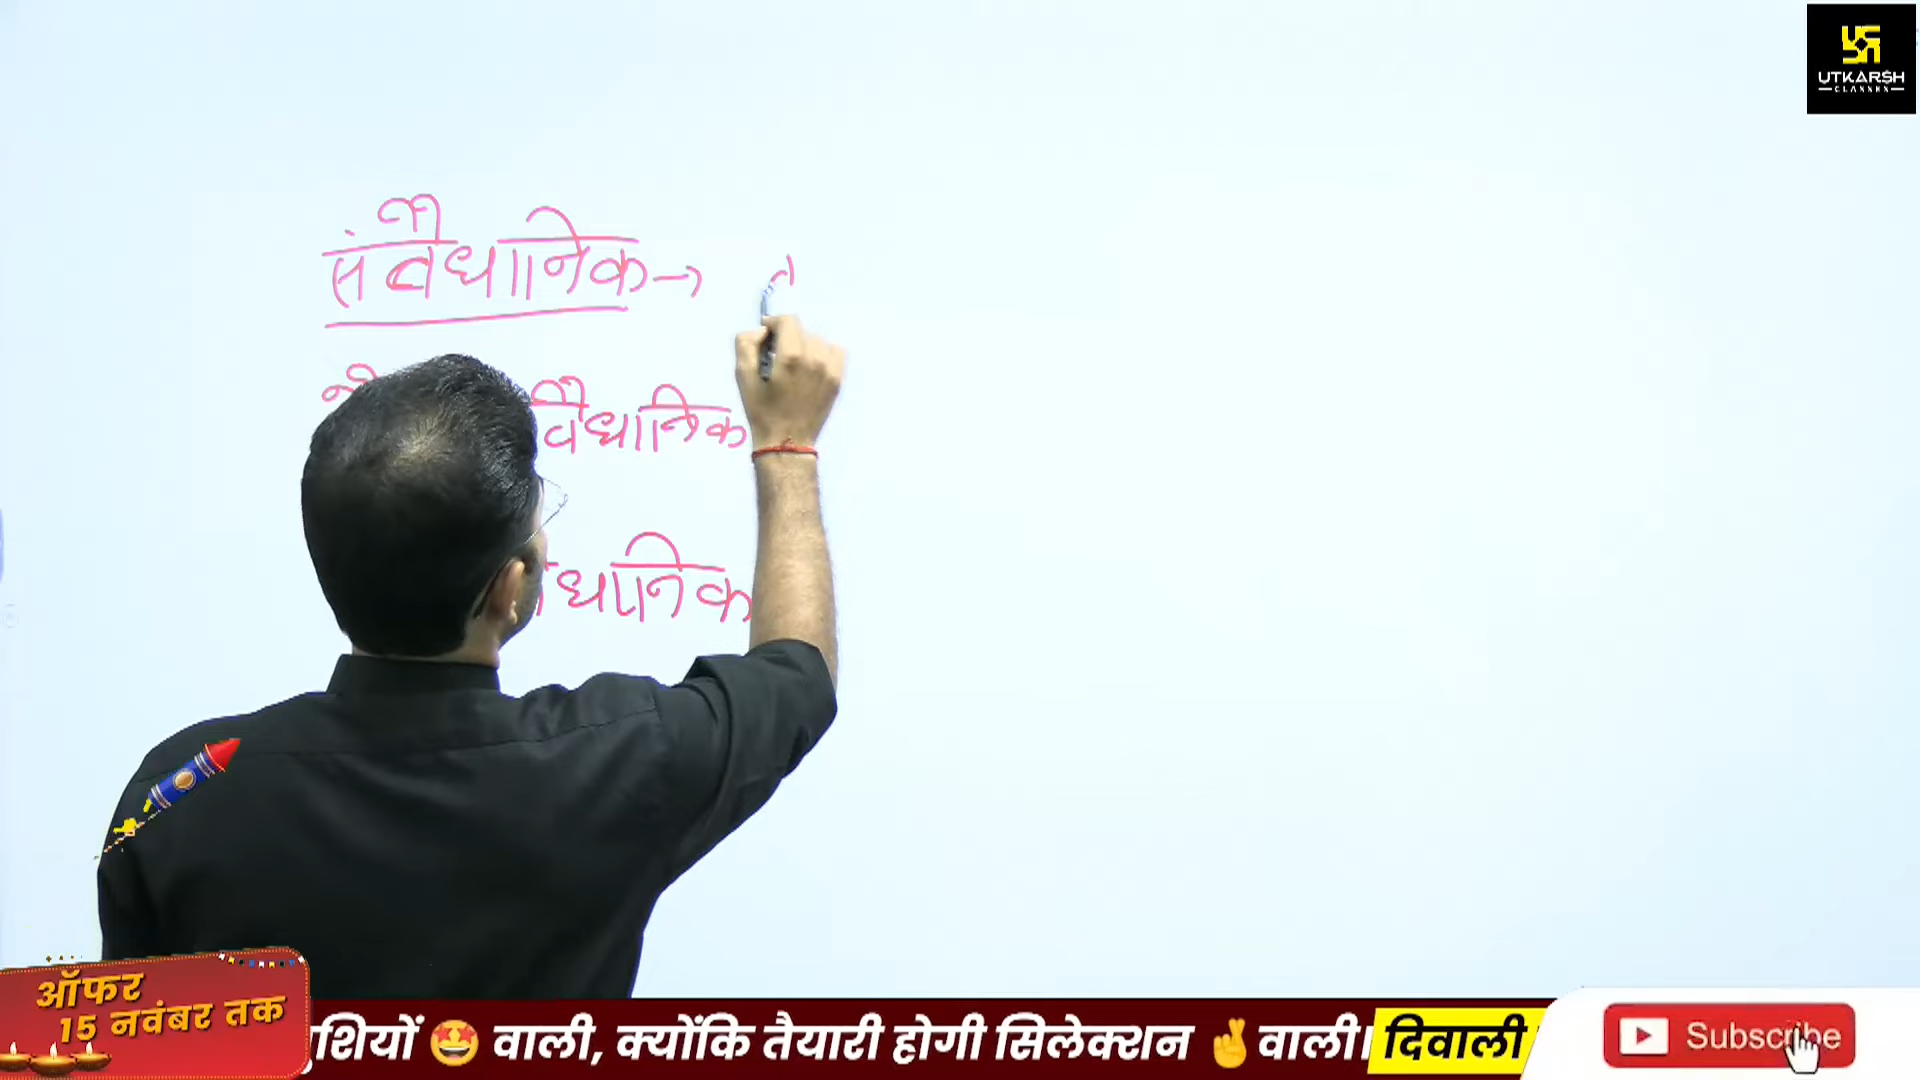 UTKARSH
CLASSES
संवैधानिक →
वैधानिक
धानिक
ऑफर
15 नवंबर तक
शियों 🤩 वाली, क्योंकि तैयारी होगी सिलेक्शन 🤞 वाली। दिवाली
Subscribe